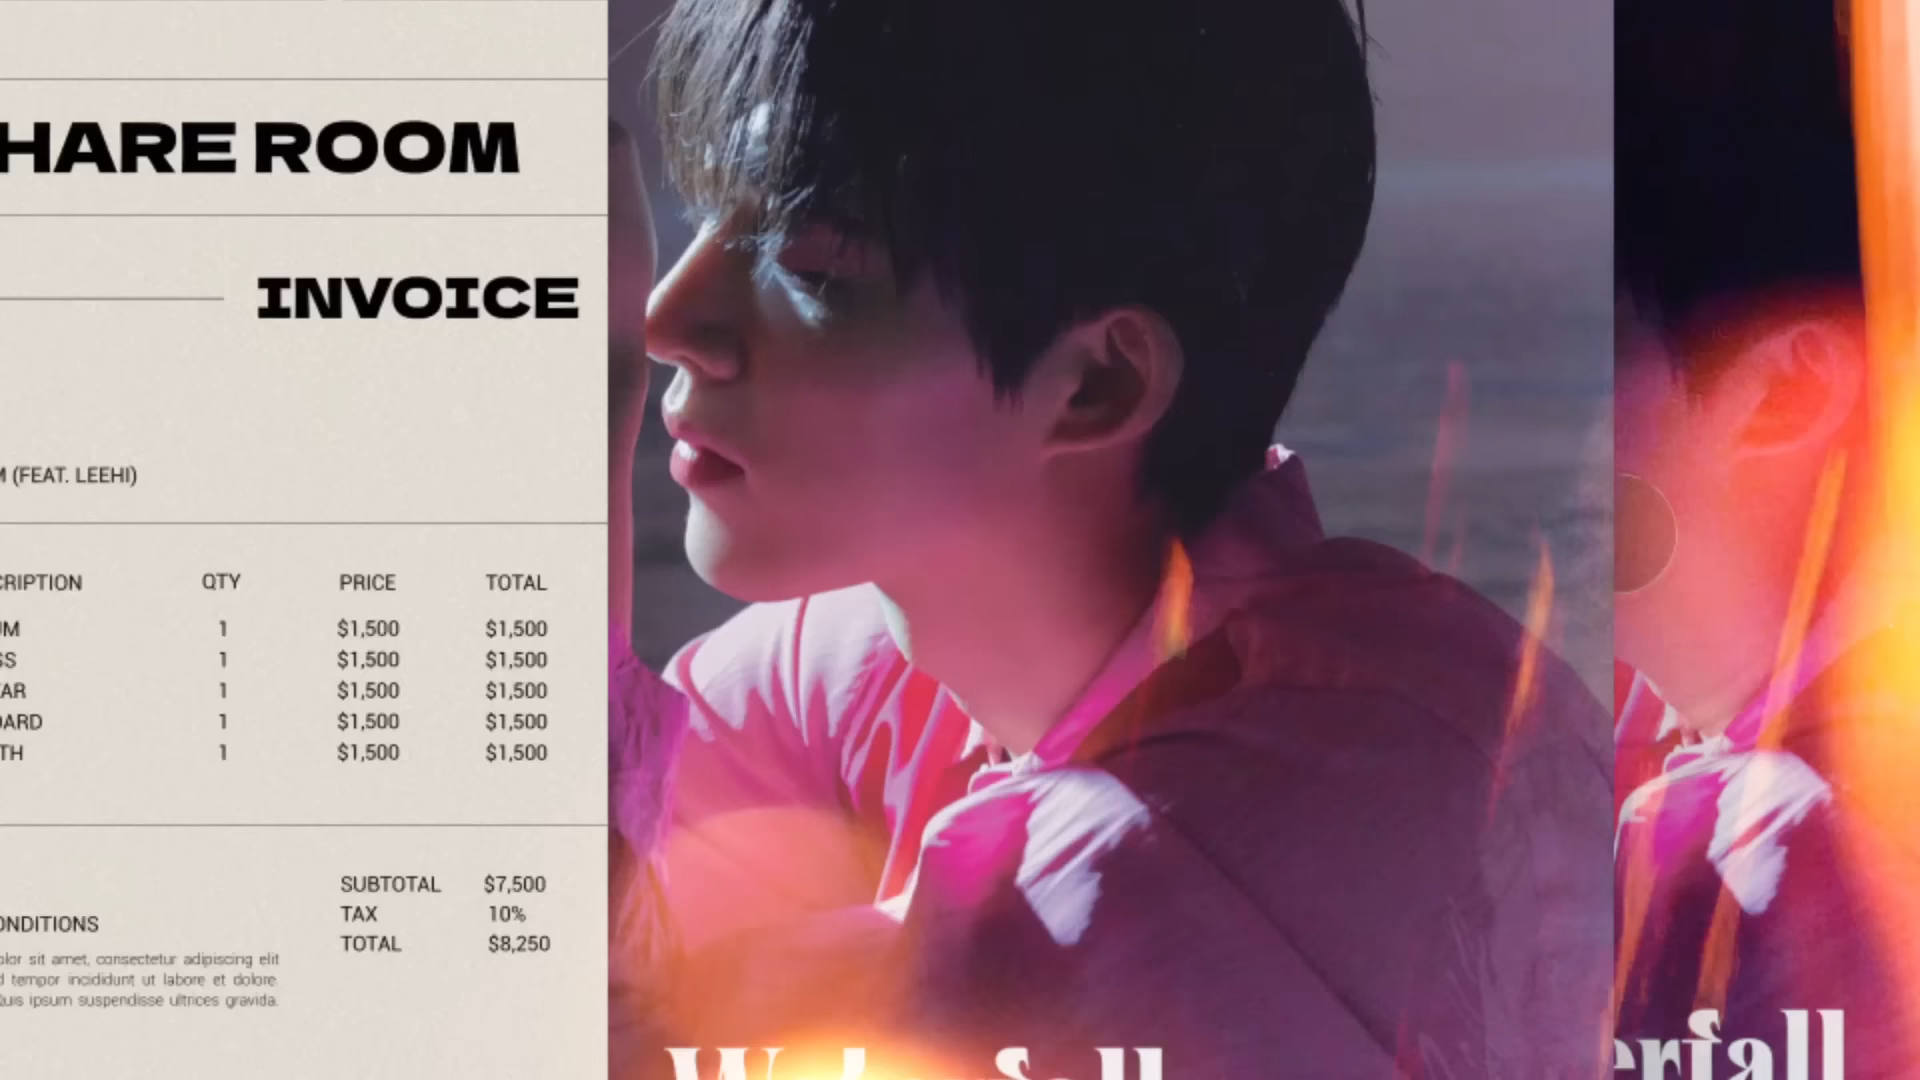 HARE ROOM
INVOICE
M (FEAT. LEEHI)
CRIPTION QTY PRICE TOTAL
UM 1 $1,500 $1,500
SS 1 $1,500 $1,500
AR 1 $1,500 $1,500
OARD 1 $1,500 $1,500
TH 1 $1,500 $1,500
SUBTOTAL $7,500
TAX 10%
TOTAL $8,250
ONDITIONS
olor sit amet, consectetur adipiscing elit
d tempor incididunt ut labore et dolore
Quis ipsum suspendisse ultrices gravida.
erfall